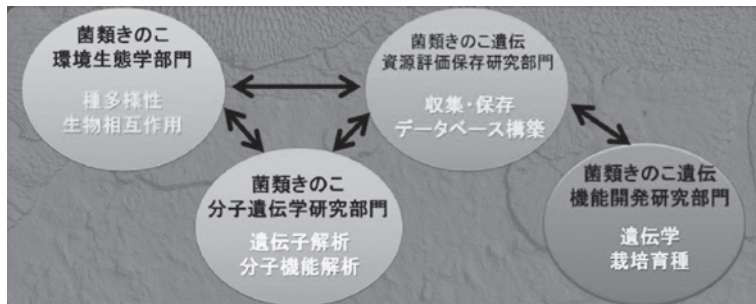 菌類きのこ
環境生態学部門
種多様性
生物相互作用
菌類きのこ遺伝
資源評価保存研究部門
収集・保存
データベース構築
菌類きのこ
分子遺伝学研究部門
遺伝子解析
分子機能解析
菌類きのこ遺伝
機能開発研究部門
遺伝学
栽培育種